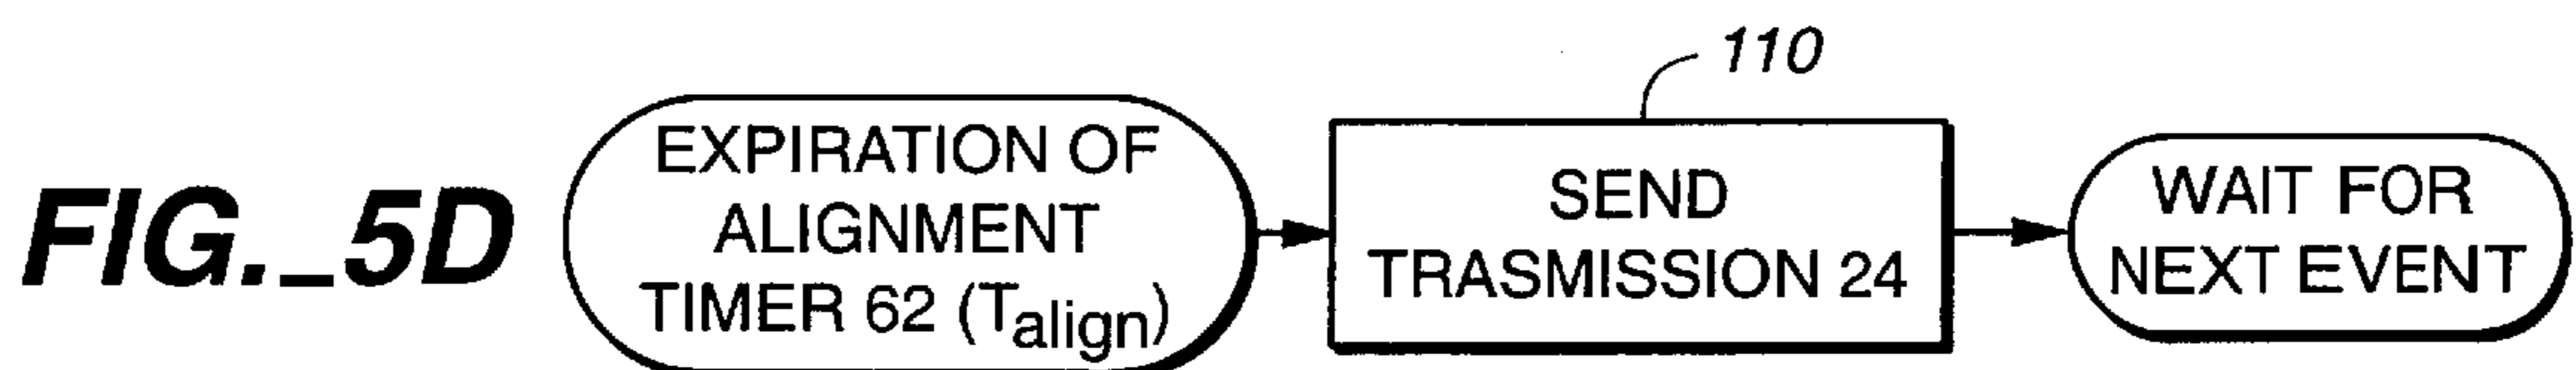 FIG._5D
EXPIRATION OF
ALIGNMENT
TIMER 62 (Talign)
110
SEND
TRASMISSION 24
WAIT FOR
NEXT EVENT